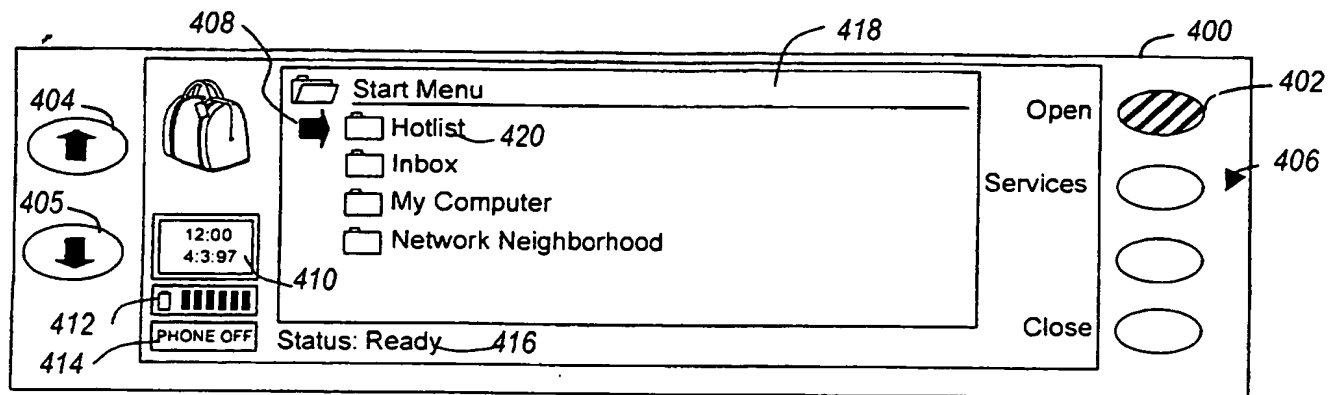 408
418
400
404
Start Menu
Open
402
Hotlist
420
Inbox
Services
406
My Computer
405
12:00
4:3:97
410
Network Neighborhood
412
Close
PHONE OFF
Status: Ready
416
414